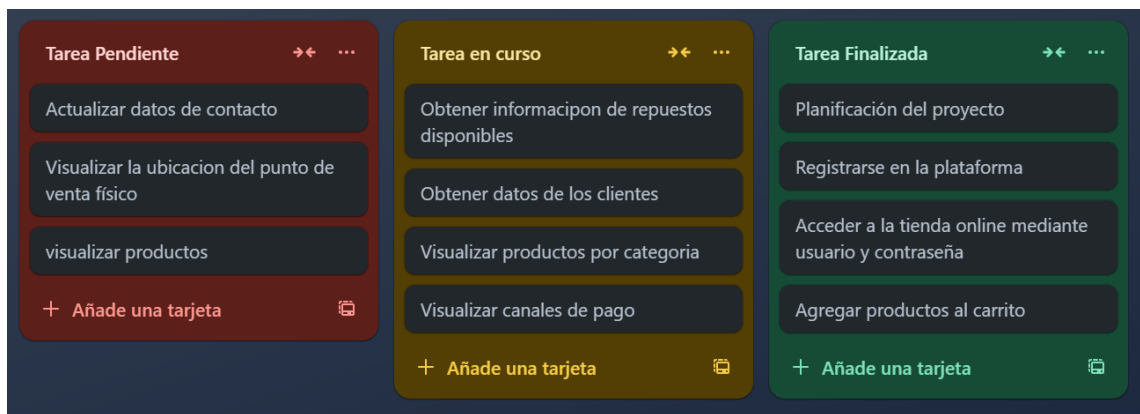 Tarea Pendiente
Actualizar datos de contacto
Visualizar la ubicacion del punto de
venta físico
visualizar productos
+ Añade una tarjeta
Tarea en curso
Obtener informacipon de repuestos
disponibles
Obtener datos de los clientes
Visualizar productos por categoria
Visualizar canales de pago
+ Añade una tarjeta
Tarea Finalizada
Planificación del proyecto
Registrarse en la plataforma
Acceder a la tienda online mediante
usuario y contraseña
Agregar productos al carrito
+ Añade una tarjeta